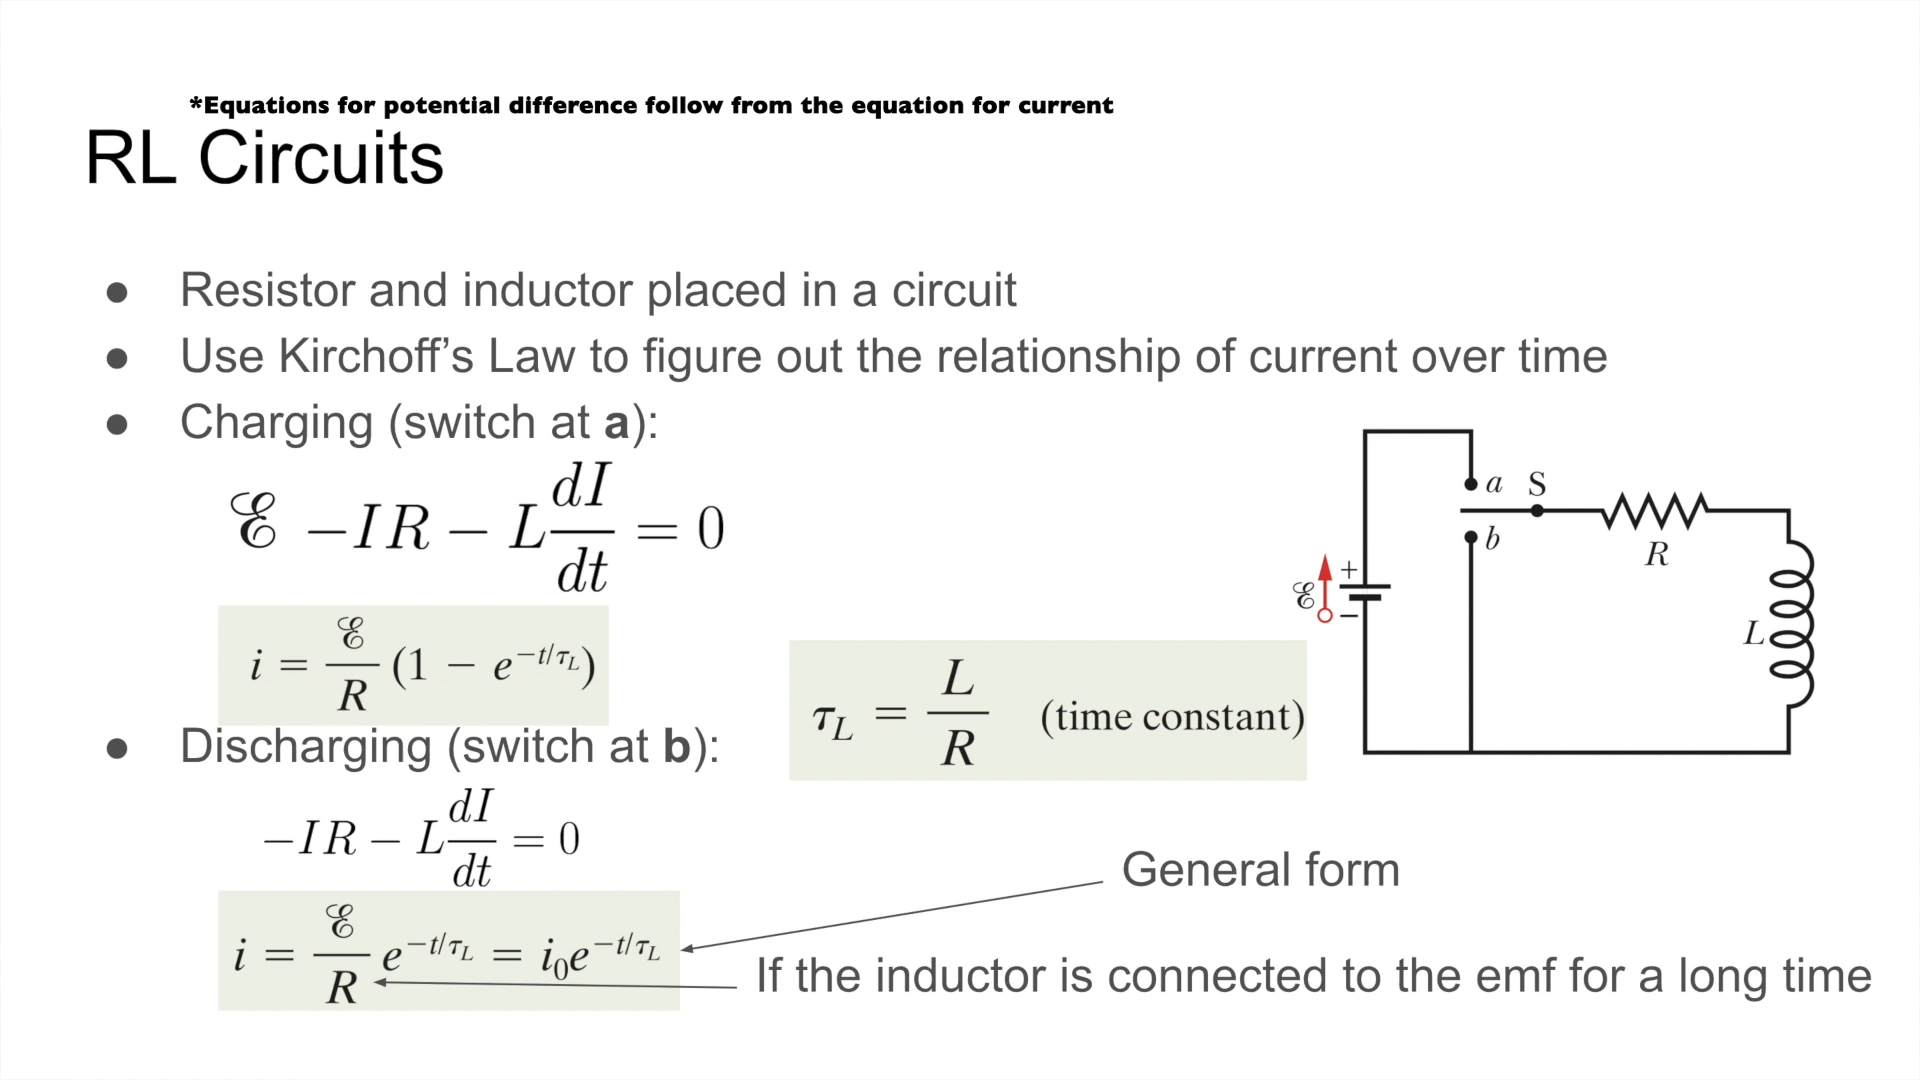 *Equations for potential difference follow from the equation for current
RL Circuits
● Resistor and inductor placed in a circuit
● Use Kirchoff’s Law to figure out the relationship of current over time
● Charging (switch at a):
ℰ −IR − L dI/dt = 0
i = ℰ/R (1 − e^{−t/τ_L})
τ_L = L/R (time constant)
● Discharging (switch at b):
−IR − L dI/dt = 0
i = ℰ/R e^{−t/τ_L} = i₀e^{−t/τ_L}
General form
If the inductor is connected to the emf for a long time
a S
b
R
ℰ + −
L